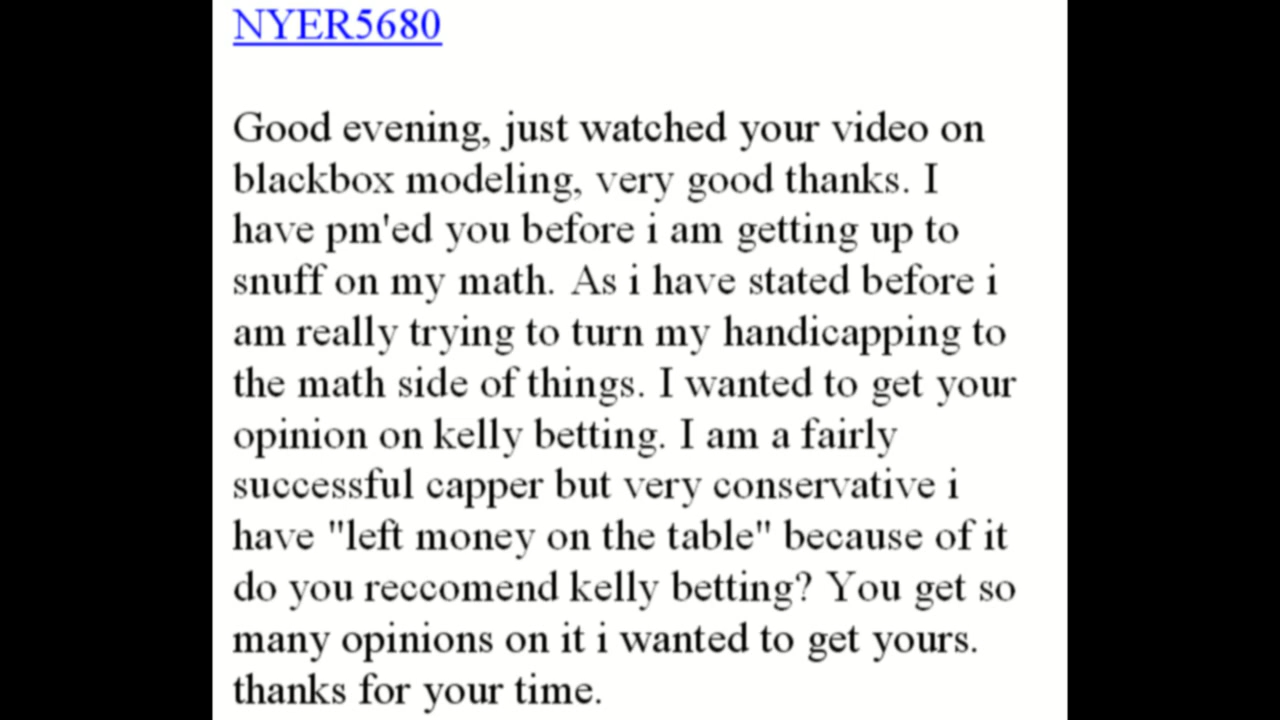 NYER5680
Good evening, just watched your video on
blackbox modeling, very good thanks. I
have pm'ed you before i am getting up to
snuff on my math. As i have stated before i
am really trying to turn my handicapping to
the math side of things. I wanted to get your
opinion on kelly betting. I am a fairly
successful capper but very conservative i
have "left money on the table" because of it
do you reccomend kelly betting? You get so
many opinions on it i wanted to get yours.
thanks for your time.